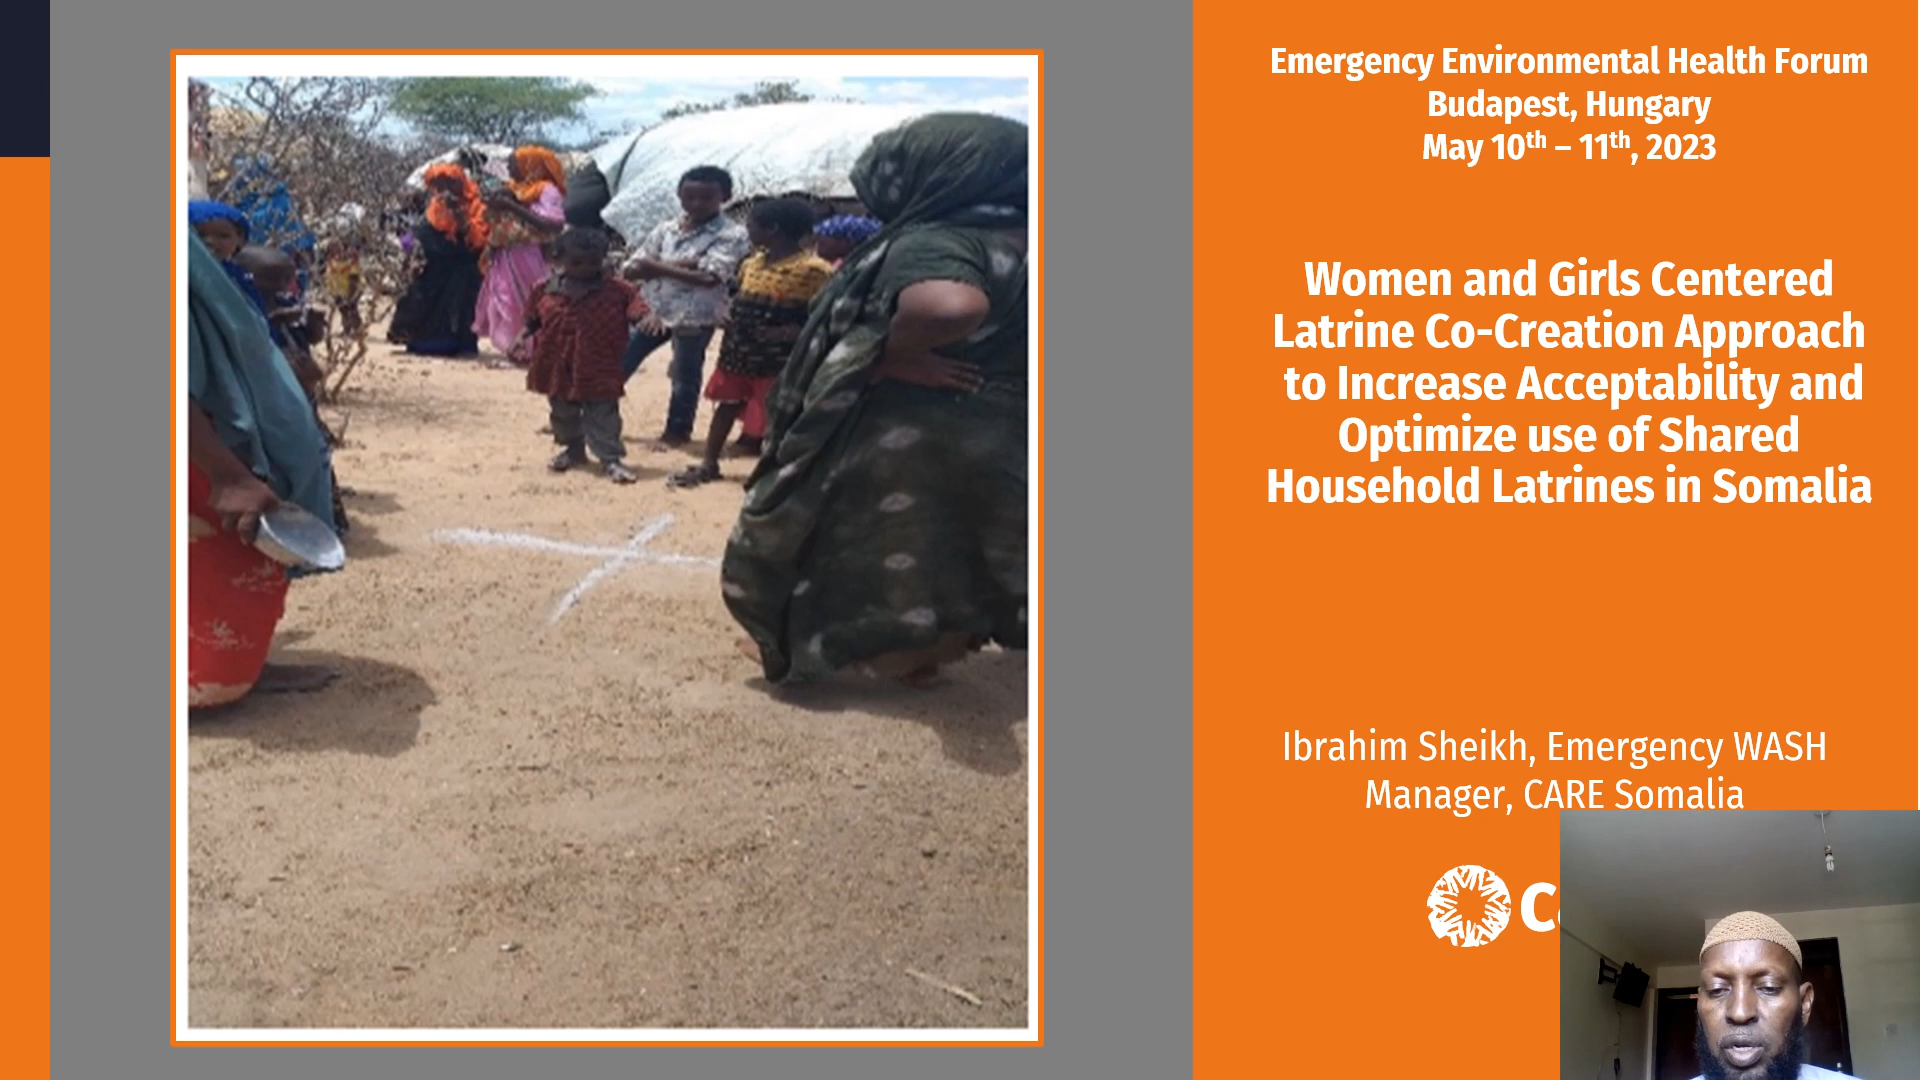 Emergency Environmental Health Forum
Budapest, Hungary
May 10th – 11th, 2023
Women and Girls Centered
Latrine Co-Creation Approach
to Increase Acceptability and
Optimize use of Shared
Household Latrines in Somalia
Ibrahim Sheikh, Emergency WASH
Manager, CARE Somalia